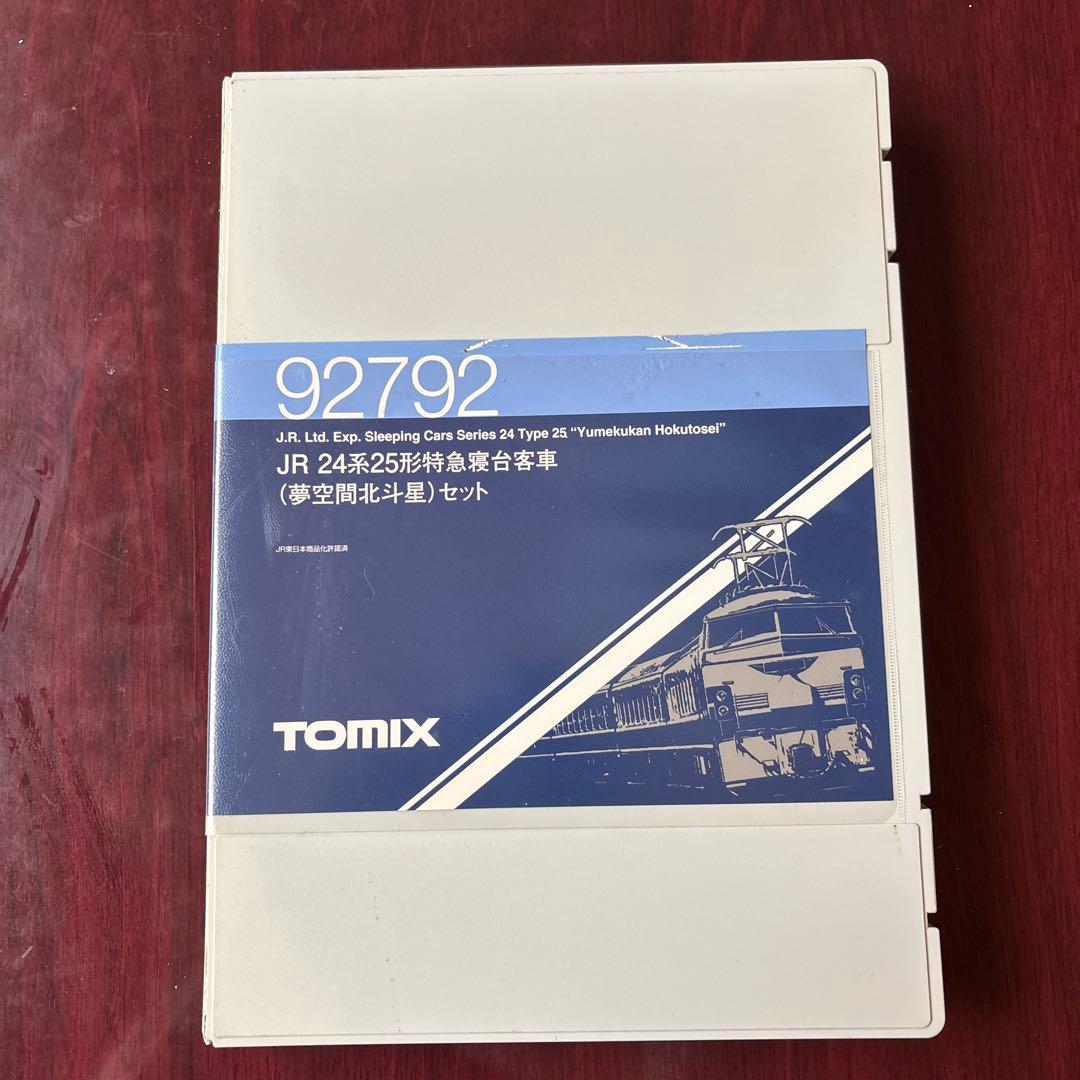 92792
J.R. Ltd. Exp. Sleeping Cars Series 24 Type 25 "Yumekukan Hokutosei"
JR 24系25形特急寝台客車
（夢空間北斗星）セット
JR東日本商品化許諾済
TOMIX